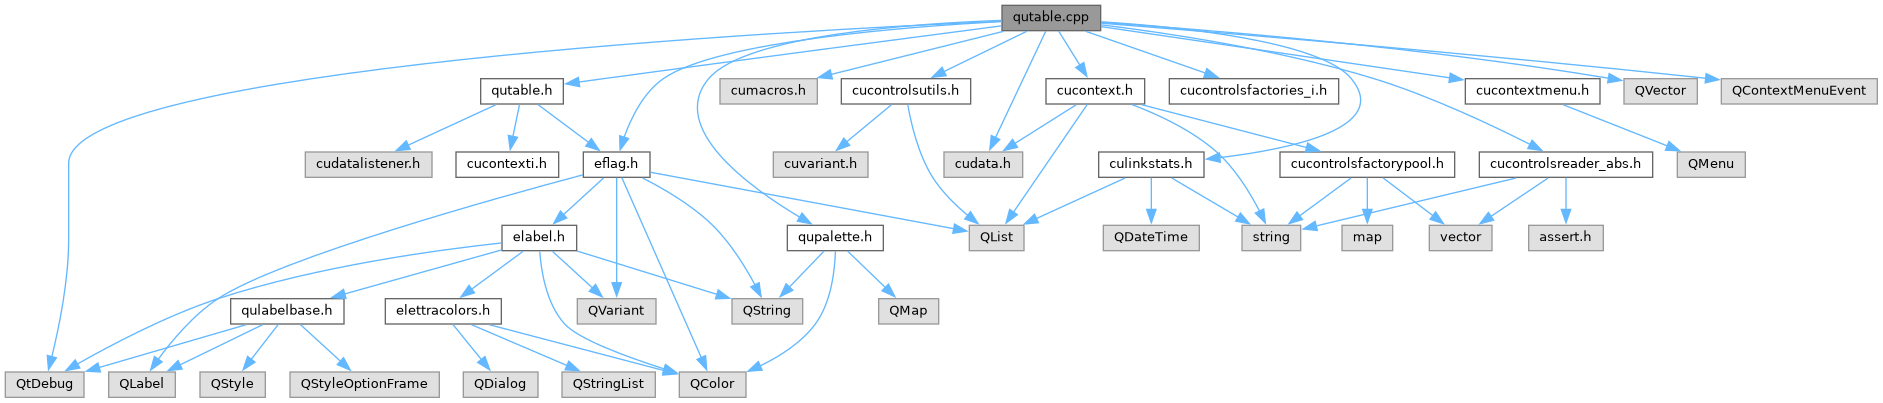 qutable.cpp
qutable.h
cumacros.h
cucontrolsutils.h
cucontext.h
cucontrolsfactories_i.h
cucontextmenu.h
QVector
QContextMenuEvent
cudatalistener.h
cucontexti.h
eflag.h
cuvariant.h
cudata.h
culinkstats.h
cucontrolsfactorypool.h
cucontrolsreader_abs.h
QMenu
elabel.h
qupalette.h
QList
QDateTime
string
map
vector
assert.h
qulabelbase.h
elettracolors.h
QVariant
QString
QMap
QtDebug
QLabel
QStyle
QStyleOptionFrame
QDialog
QStringList
QColor